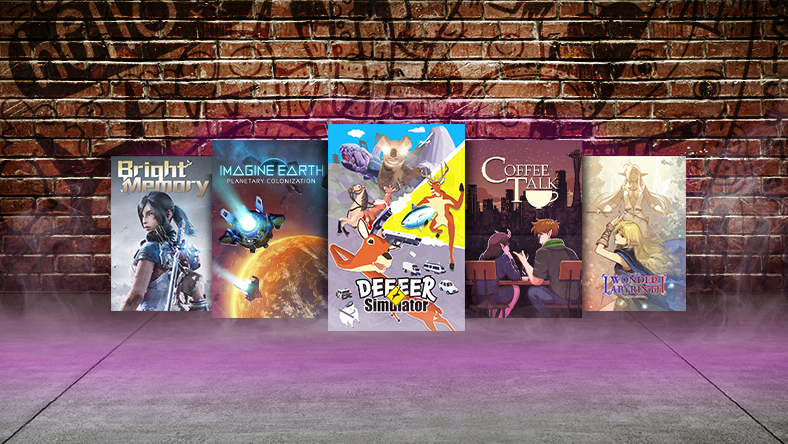 Bright
Memory
IMAGINE EARTH
PLANETARY COLONIZATION
DEEEER
Simulator
COFFEE
TALK
WONDER
LABYRINTH